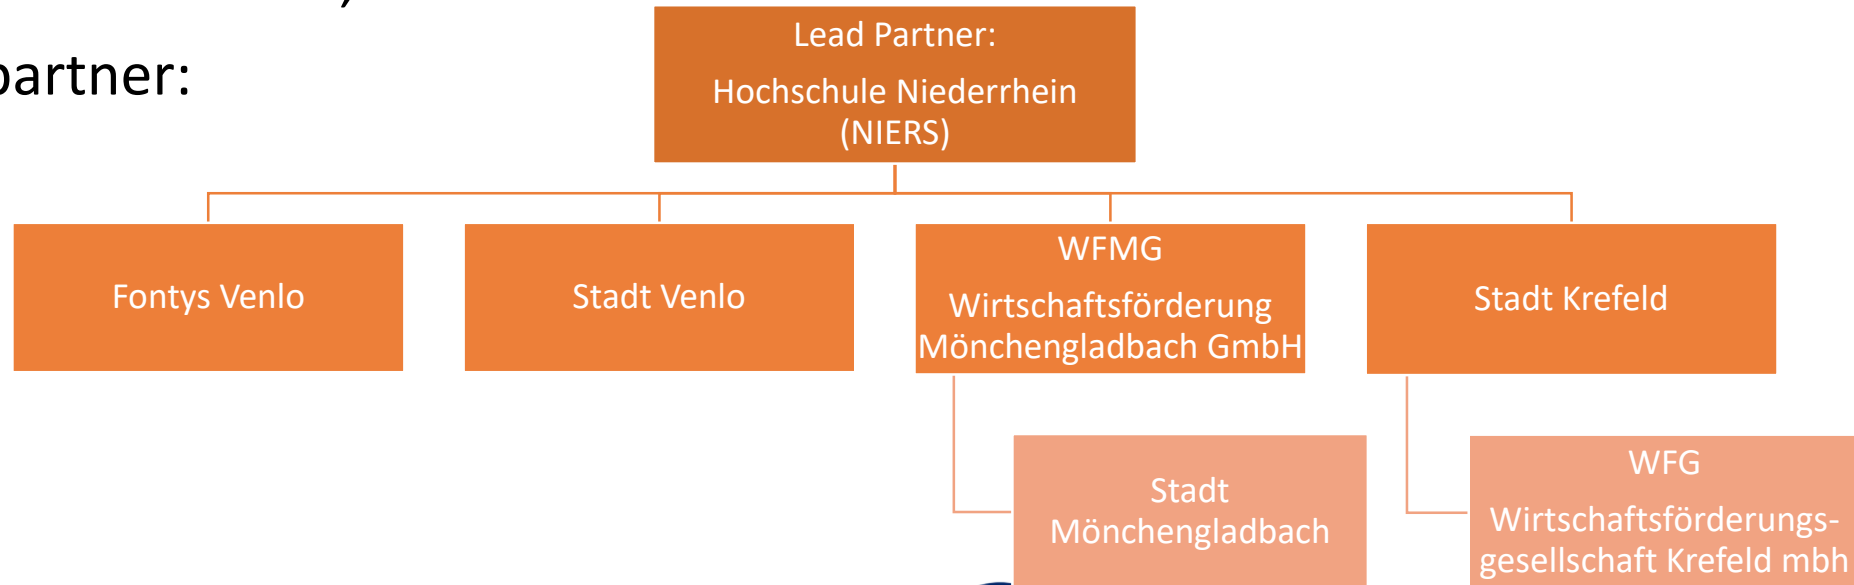 partner:
Lead Partner:
Hochschule Niederrhein
(NIERS)
Fontys Venlo
Stadt Venlo
WFMG
Wirtschaftsförderung
Mönchengladbach GmbH
Stadt Krefeld
Stadt
Mönchengladbach
WFG
Wirtschaftsförderungs-
gesellschaft Krefeld mbh